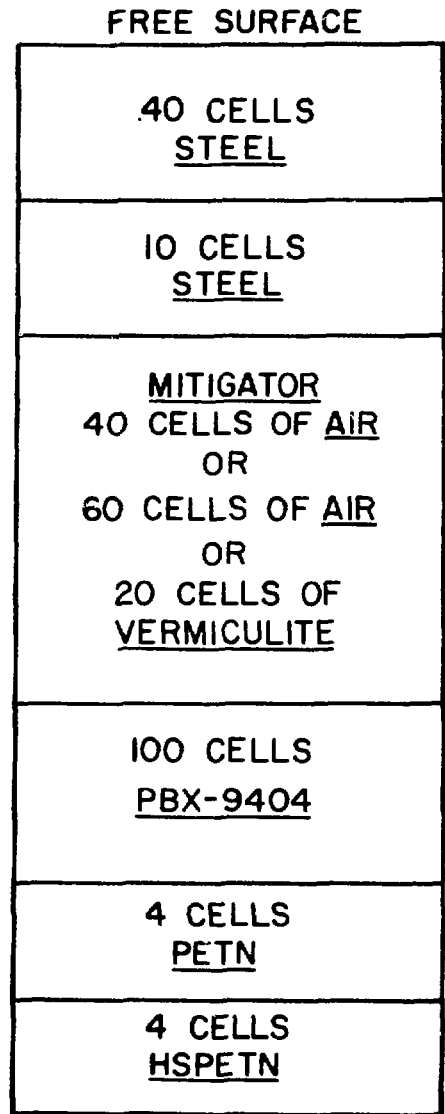 FREE SURFACE
.40 CELLS
STEEL
10 CELLS
STEEL
MITIGATOR
40 CELLS OF AIR
OR
60 CELLS OF AIR
OR
20 CELLS OF
VERMICULITE
100 CELLS
PBX-9404
4 CELLS
PETN
4 CELLS
HSPETN